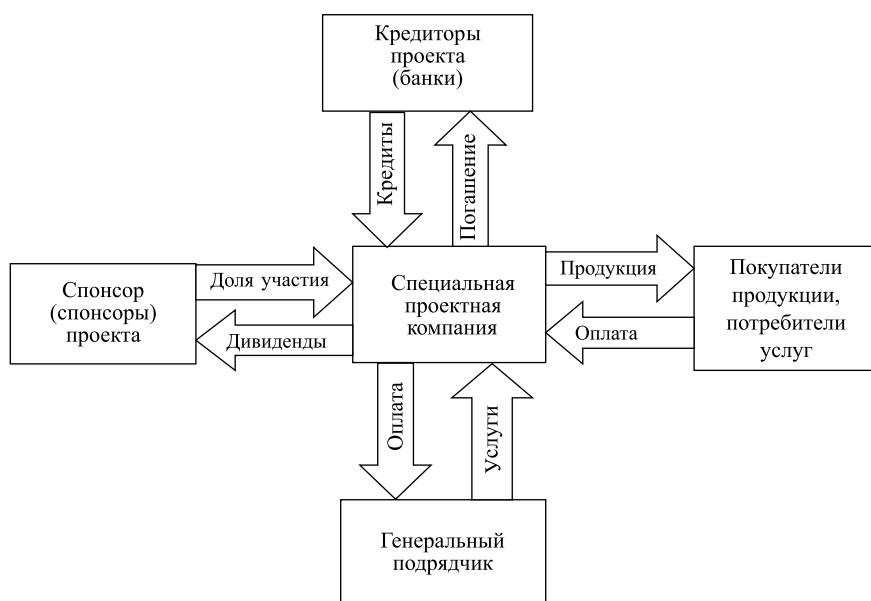 Кредиторы
проекта
(банки)
Кредиты
Погашение
Спонсор
(спонсоры)
проекта
Доля участия
Дивиденды
Специальная
проектная
компания
Продукция
Оплата
Покупатели
продукции,
потребители
услуг
Оплата
Услуги
Генеральный
подрядчик